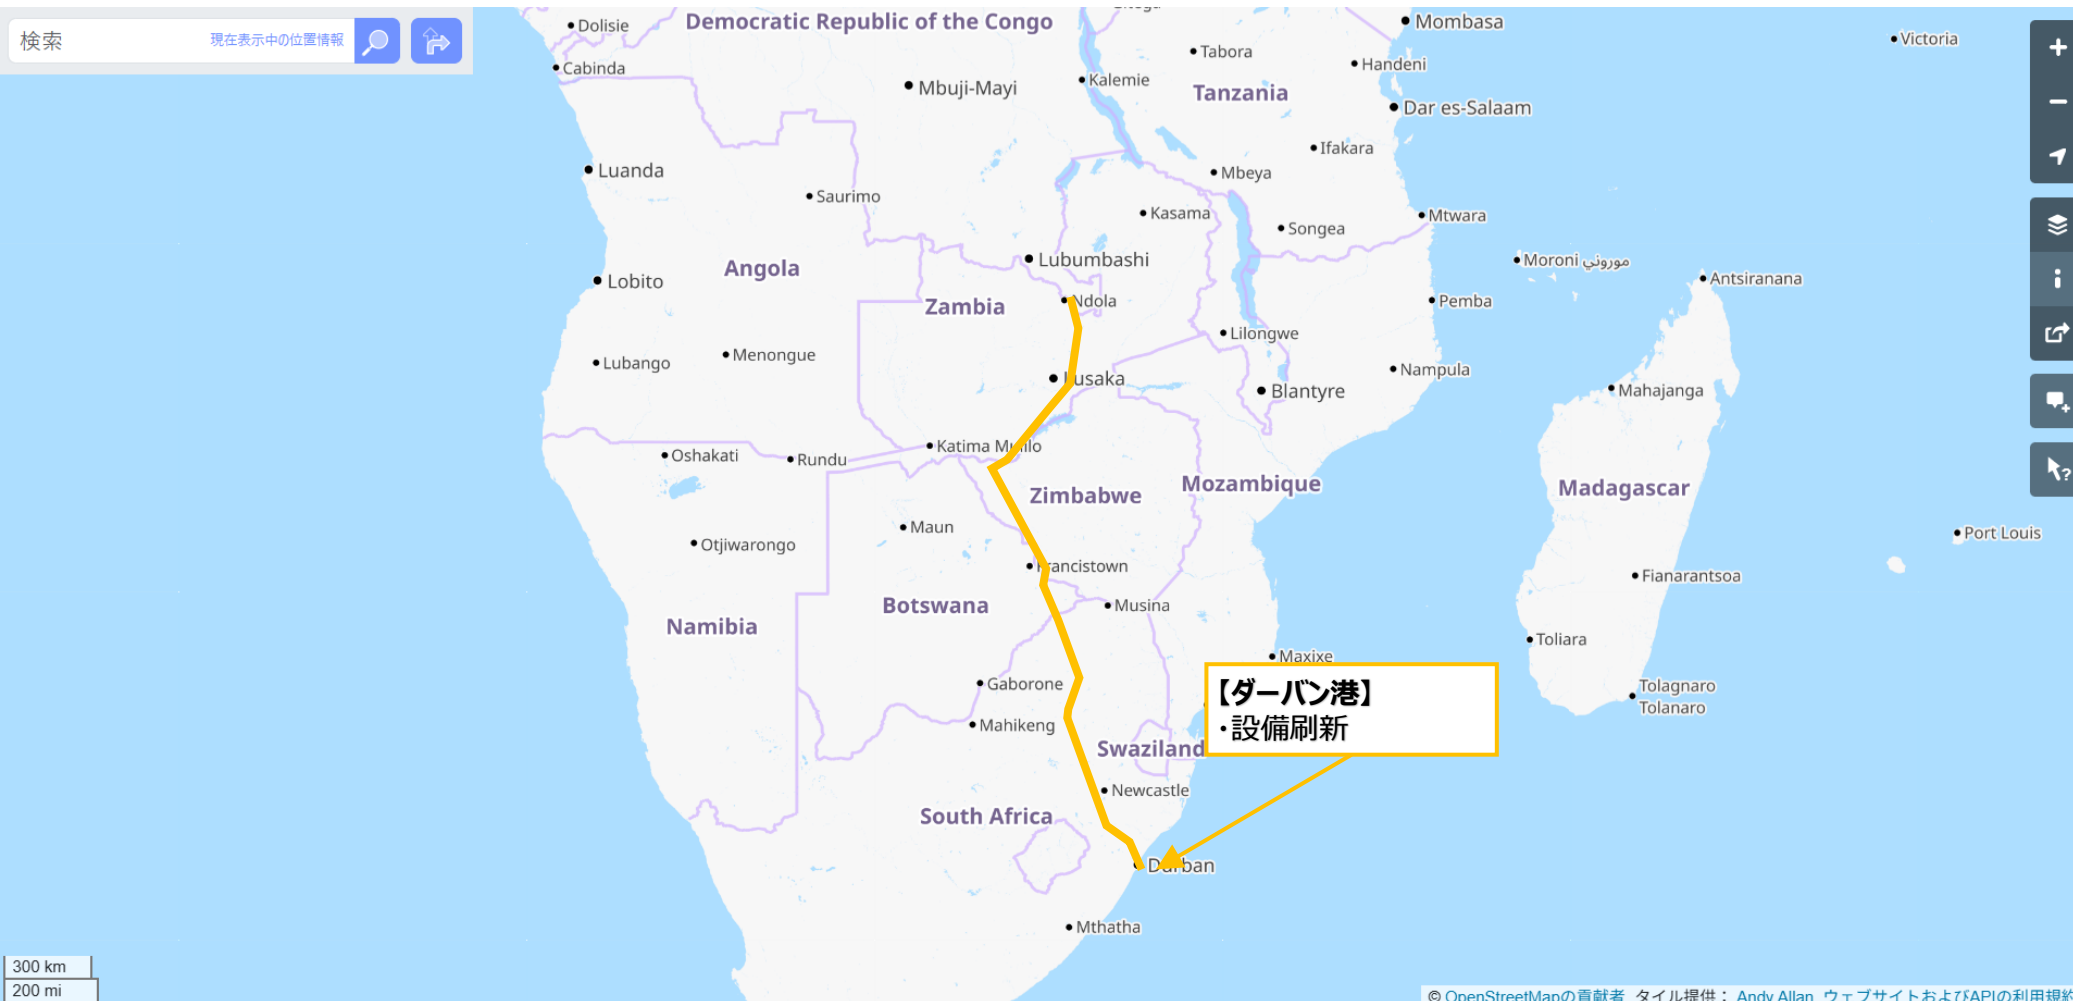 検索
現在表示中の位置情報
Dolisie
Democratic Republic of the Congo
Mombasa
Victoria
Cabinda
Tabora
Handeni
Mbuji-Mayi
Kalemie
Tanzania
Dar es-Salaam
Ifakara
Luanda
Mbeya
Saurimo
Kasama
Mtwara
Songea
Lubumbashi
Moroni موروني
Angola
Antsiranana
Lobito
Ndola
Pemba
Zambia
Lilongwe
Menongue
Lubango
Nampula
Lusaka
Blantyre
Mahajanga
Katima Mulilo
Oshakati
Rundu
Mozambique
Madagascar
Zimbabwe
Maun
Port Louis
Otjiwarongo
Francistown
Fianarantsoa
Botswana
Musina
Namibia
Toliara
Maxixe
Gaborone
Tolagnaro
Tolanaro
【ダーバン港】
・設備刷新
Mahikeng
Swaziland
Newcastle
South Africa
Durban
Mthatha
300 km
200 mi
© OpenStreetMapの貢献者 タイル提供： Andy Allan ウェブサイトおよびAPIの利用規約